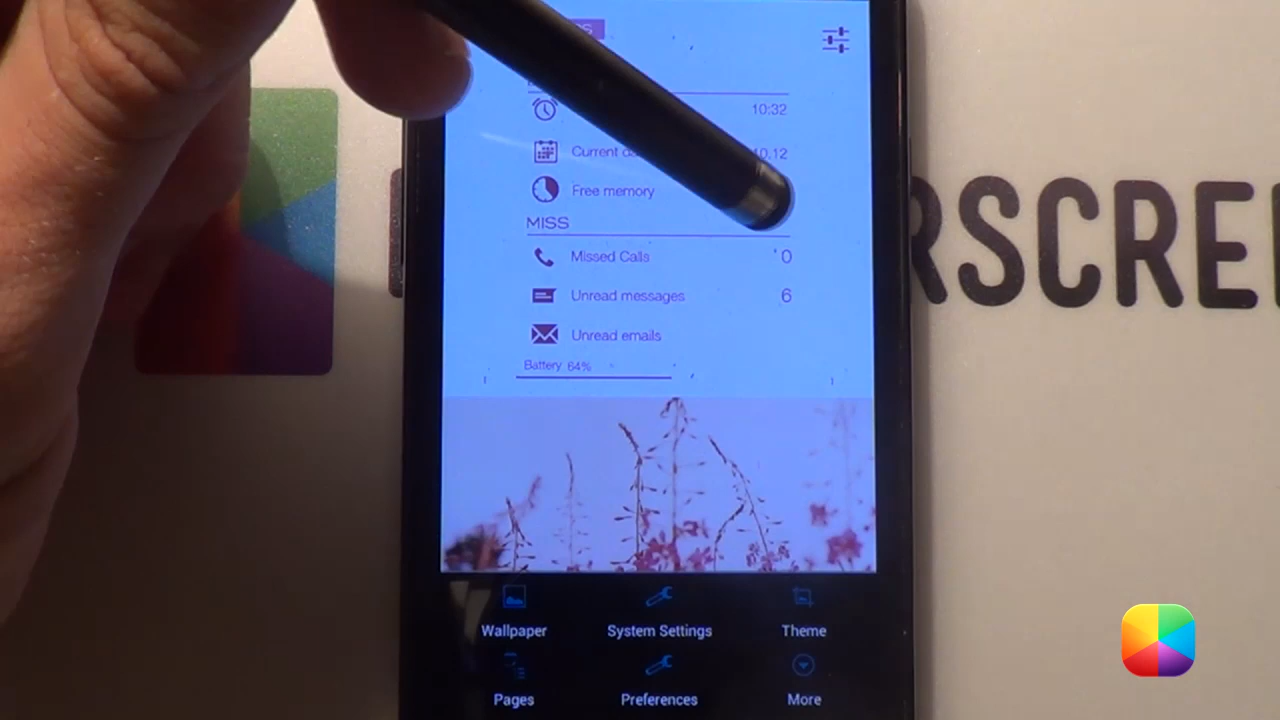 10:32
Current
10.12
Free memory
MISS
Missed Calls 0
Unread messages 6
Unread emails
Battery 64%
RSCRE
Wallpaper System Settings Theme
Pages Preferences More